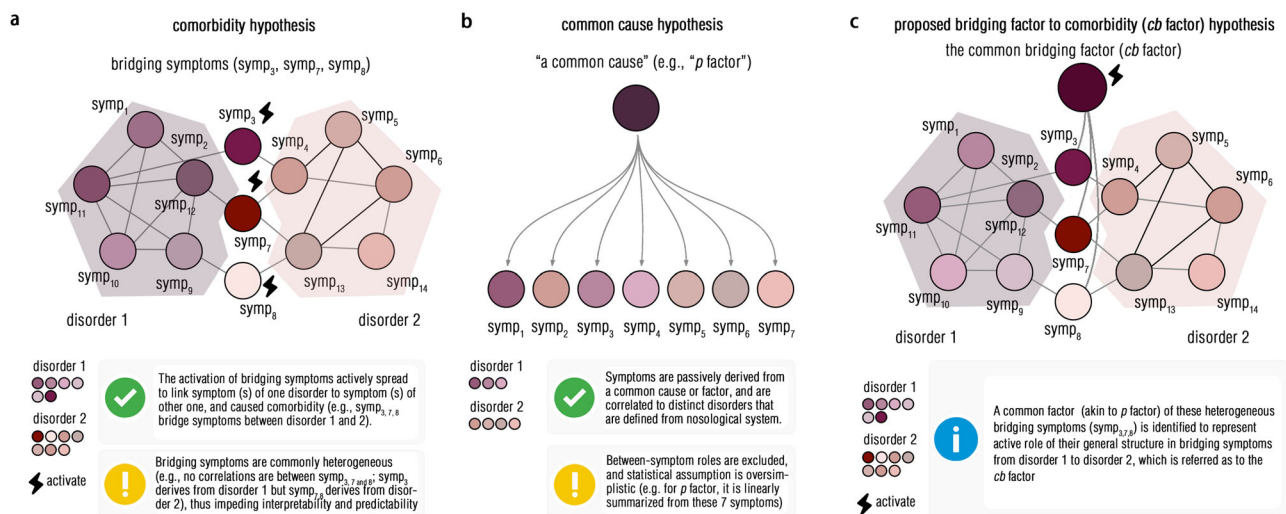 a
comorbidity hypothesis
bridging symptoms (symp₃, symp₇, symp₈)
symp₁
symp₂
symp₃
symp₄
symp₅
symp₆
symp₁₁
symp₁₂
symp₇
symp₁₀
symp₉
symp₈
symp₁₃
symp₁₄
disorder 1
disorder 2
disorder 1
disorder 2
activate
The activation of bridging symptoms actively spread
to link symptom (s) of one disorder to symptom (s) of
other one, and caused comorbidity (e.g., symp₃, ₇, ₈
bridge symptoms between disorder 1 and 2).
Bridging symptoms are commonly heterogeneous
(e.g., no correlations are between symp₃, ₇ ₐₙd ₈; symp₃
derives from disorder 1 but symp₇,₈ derives from disor-
der 2), thus impeding interpretability and predictability
b
common cause hypothesis
"a common cause" (e.g., "p factor")
symp₁
symp₂
symp₃
symp₄
symp₅
symp₆
symp₇
disorder 1
disorder 2
Symptoms are passively derived from
a common cause or factor, and are
correlated to distinct disorders that
are defined from nosological system.
Between-symptom roles are excluded,
and statistical assumption is oversim-
plistic (e.g. for p factor, it is linearly
summarized from these 7 symptoms)
c
proposed bridging factor to comorbidity (cb factor) hypothesis
the common bridging factor (cb factor)
symp₁
symp₂
symp₃
symp₄
symp₅
symp₆
symp₁₁
symp₁₂
symp₇
symp₁₀
symp₉
symp₈
symp₁₃
symp₁₄
disorder 1
disorder 2
disorder 1
disorder 2
activate
A common factor (akin to p factor) of these heterogeneous
bridging symptoms (symp₃,₇,₈) is identified to represent
active role of their general structure in bridging symptoms
from disorder 1 to disorder 2, which is referred as to the
cb factor